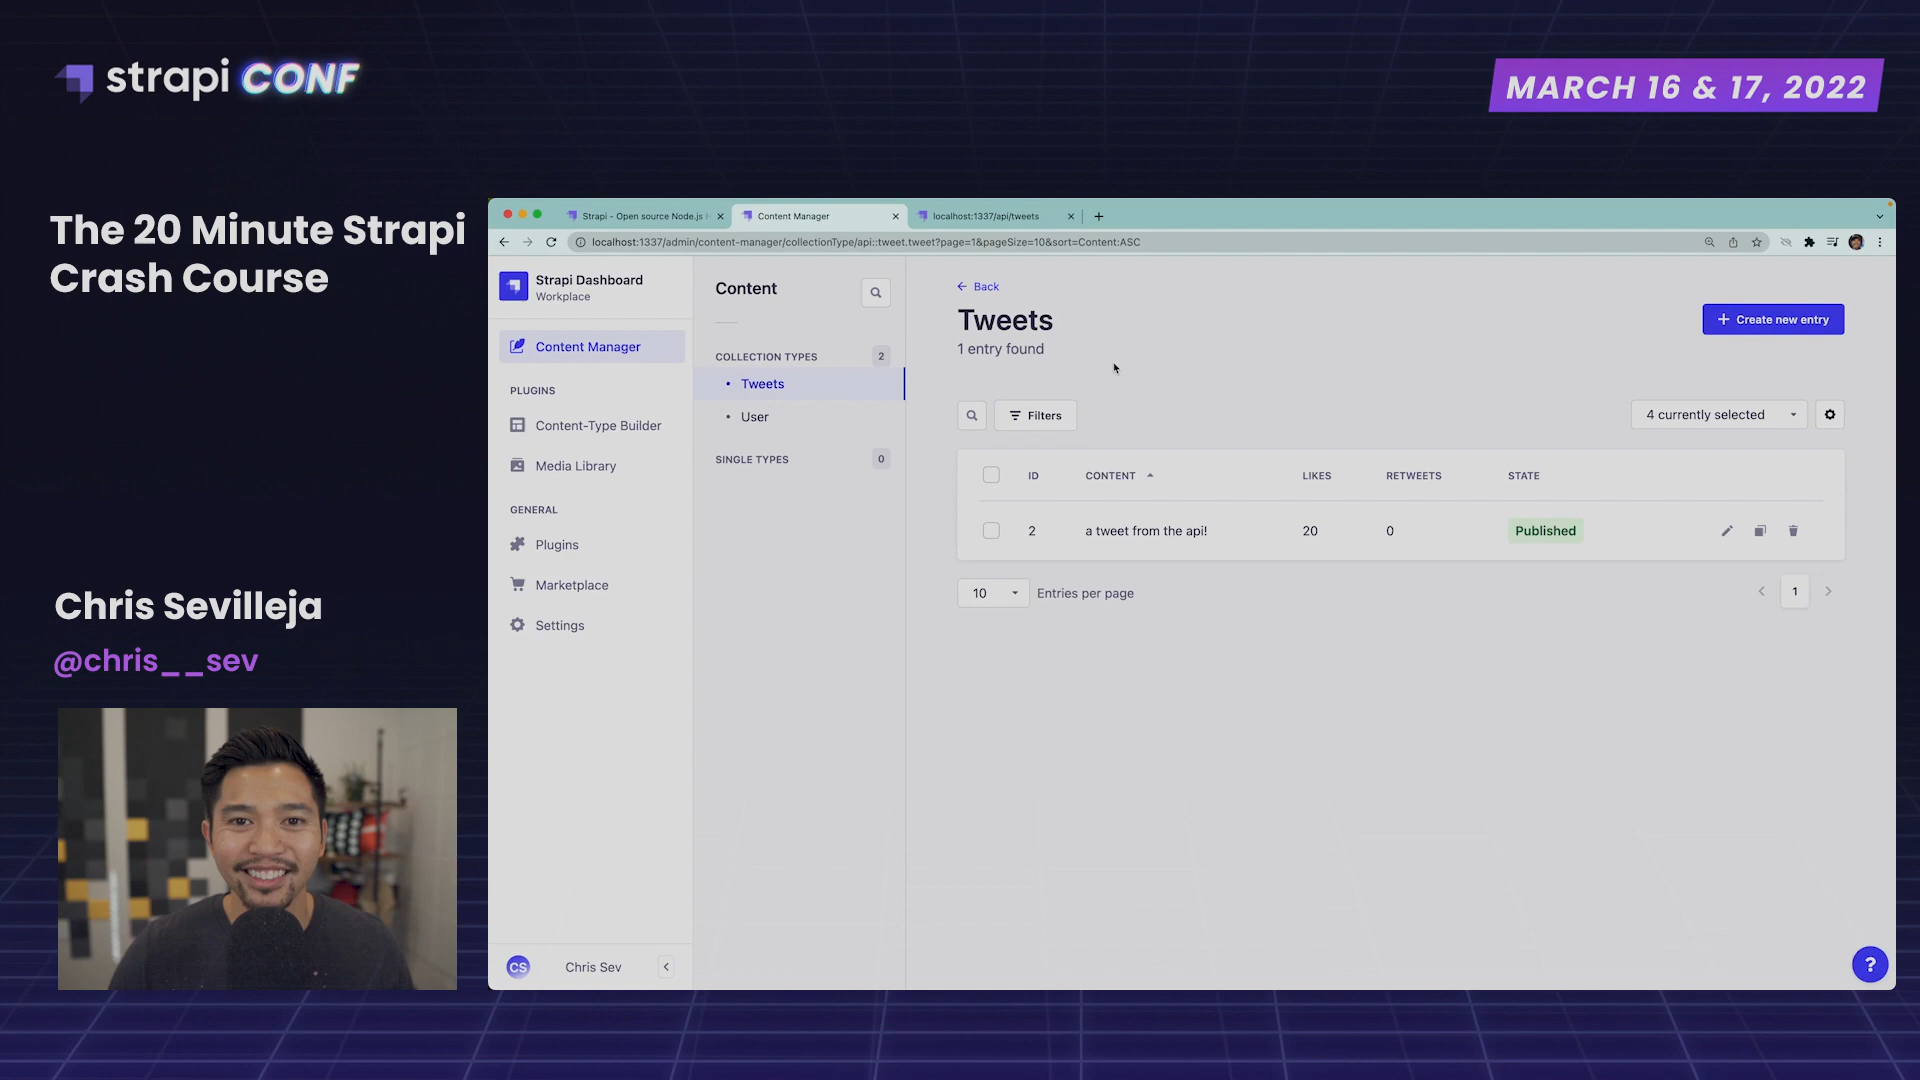 strapi CONF
MARCH 16 & 17, 2022
The 20 Minute Strapi
Crash Course
Chris Sevilleja
@chris__sev
Strapi - Open source Node.js
Content Manager
localhost:1337/api/tweets
localhost:1337/admin/content-manager/collectionType/api::tweet.tweet?page=1&pageSize=10&sort=Content:ASC
Strapi Dashboard
Workplace
Content Manager
PLUGINS
Content-Type Builder
Media Library
GENERAL
Plugins
Marketplace
Settings
CS Chris Sev
Content
COLLECTION TYPES 2
Tweets
User
SINGLE TYPES 0
Back
Tweets
1 entry found
Create new entry
Filters
4 currently selected
ID CONTENT LIKES RETWEETS STATE
2 a tweet from the api! 20 0 Published
10 Entries per page
1
?